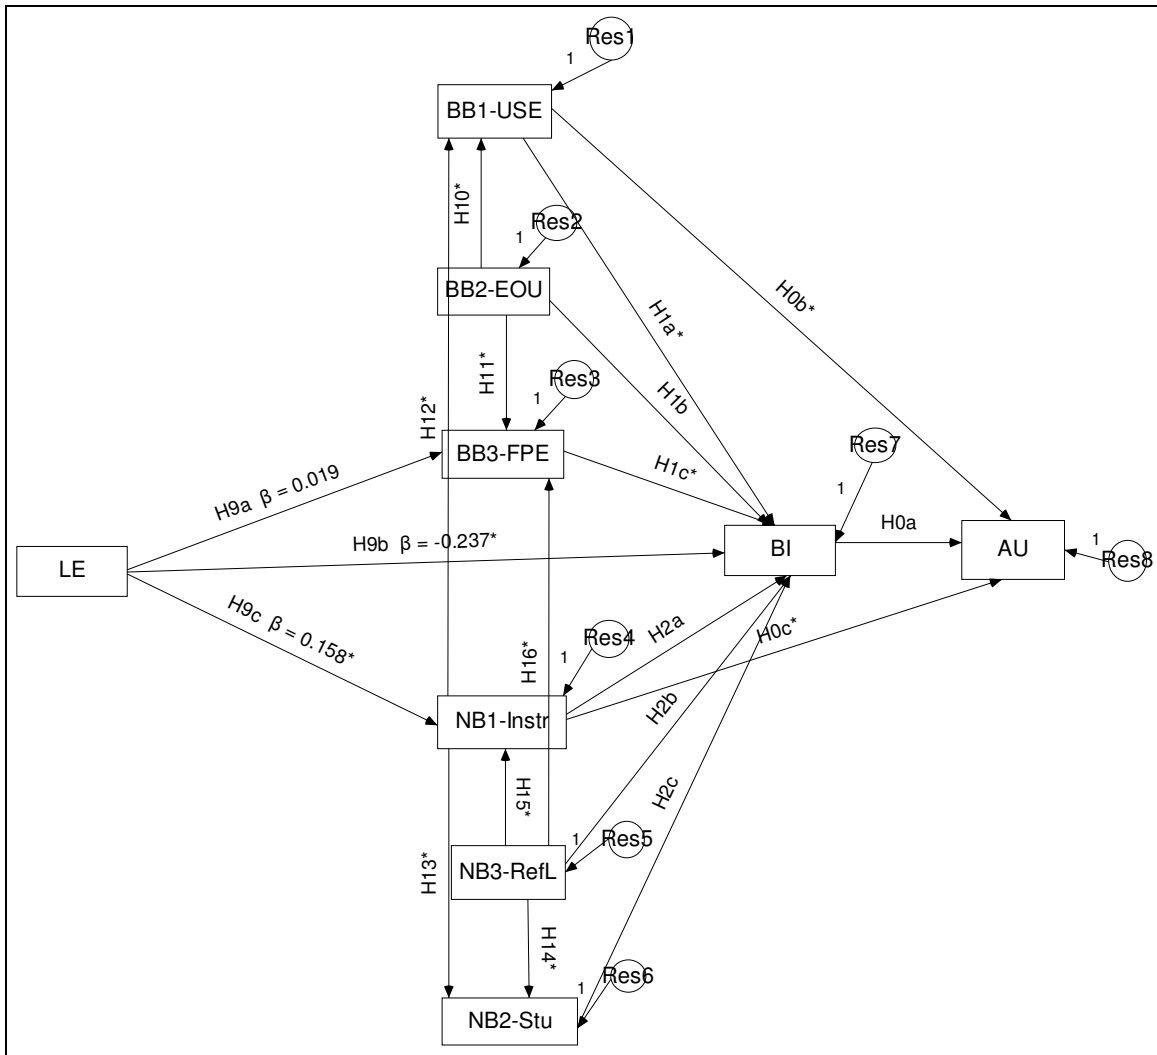 Res1
1
BB1-USE
H10*
Res2
1
BB2-EOU
H0b*
H1a*
H11*
Res3
1
H1b
H12*
BB3-FPE
H1c*
Res7
1
H9a β = 0.019
H9b β = -0.237*
H0a
LE
BI
AU
1
Res8
H9c β = 0.158*
H16*
Res4
1
H2a
H0c*
NB1-Instr
H2b
H15*
H2c
1
Res5
H13*
NB3-RefL
H14*
1
Res6
NB2-Stu